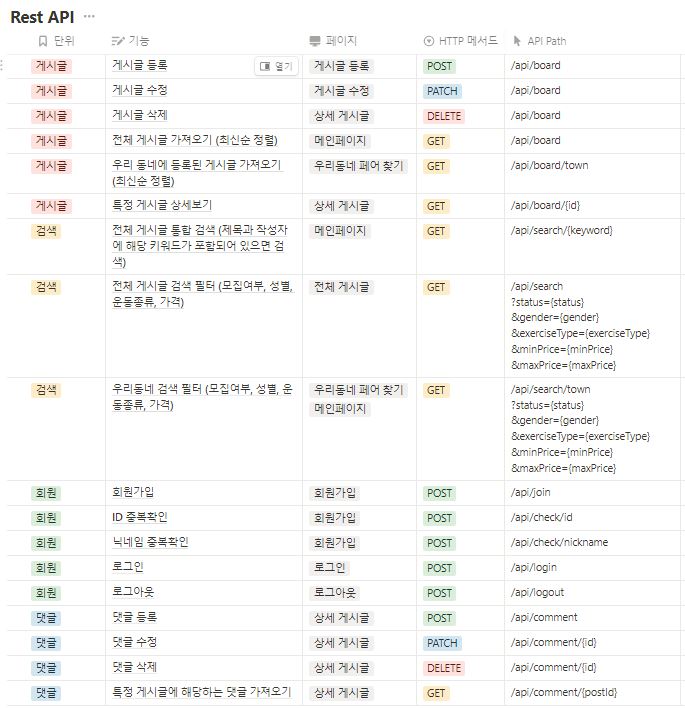 Rest API ···
단위 기능 페이지 HTTP 메서드 API Path
게시글 게시글 등록 열기 게시글 등록 POST /api/board
게시글 게시글 수정 게시글 수정 PATCH /api/board
게시글 게시글 삭제 상세 게시글 DELETE /api/board
게시글 전체 게시글 가져오기 (최신순 정렬) 메인페이지 GET /api/board
게시글 우리 동네에 등록된 게시글 가져오기 우리동네 페어 찾기 GET /api/board/town
(최신순 정렬)
게시글 특정 게시글 상세보기 상세 게시글 GET /api/board/{id}
검색 전체 게시글 통합 검색 (제목과 작성자 메인페이지 GET /api/search/{keyword}
에 해당 키워드가 포함되어 있으면 검
색)
검색 전체 게시글 검색 필터 (모집여부, 성별, 전체 게시글 GET /api/search
운동종류, 가격) ?status={status}
&gender={gender}
&exerciseType={exerciseType}
&minPrice={minPrice}
&maxPrice={maxPrice}
검색 우리동네 검색 필터 (모집여부, 성별, 운 우리동네 페어 찾기 GET /api/search/town
동종류, 가격) 메인페이지 ?status={status}
&gender={gender}
&exerciseType={exerciseType}
&minPrice={minPrice}
&maxPrice={maxPrice}
회원 회원가입 회원가입 POST /api/join
회원 ID 중복확인 회원가입 POST /api/check/id
회원 닉네임 중복확인 회원가입 POST /api/check/nickname
회원 로그인 로그인 POST /api/login
회원 로그아웃 로그아웃 POST /api/logout
댓글 댓글 등록 상세 게시글 POST /api/comment
댓글 댓글 수정 상세 게시글 PATCH /api/comment/{id}
댓글 댓글 삭제 상세 게시글 DELETE /api/comment/{id}
댓글 특정 게시글에 해당하는 댓글 가져오기 상세 게시글 GET /api/comment/{postId}